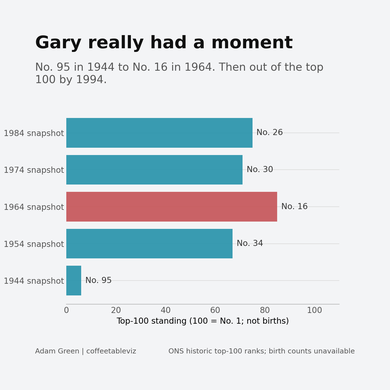 Gary really had a moment
No. 95 in 1944 to No. 16 in 1964. Then out of the top
100 by 1994.
1984 snapshot No. 26
1974 snapshot No. 30
1964 snapshot No. 16
1954 snapshot No. 34
1944 snapshot No. 95
0 20 40 60 80 100
Top-100 standing (100 = No. 1; not births)
Adam Green | coffeetableviz ONS historic top-100 ranks; birth counts unavailable